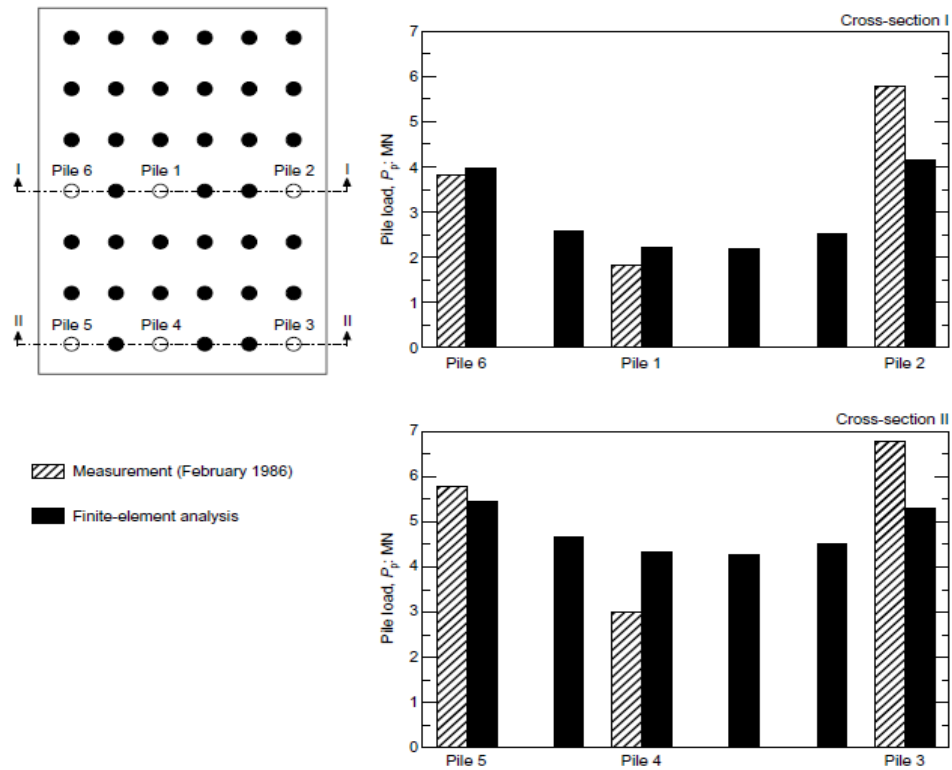 I
Pile 6
Pile 1
Pile 2
I
II
Pile 5
Pile 4
Pile 3
II
Measurement (February 1986)
Finite-element analysis
Cross-section I
Pile load, Pp: MN
7
6
5
4
3
2
1
0
Pile 6
Pile 1
Pile 2
Cross-section II
Pile load, Pp: MN
7
6
5
4
3
2
1
0
Pile 5
Pile 4
Pile 3